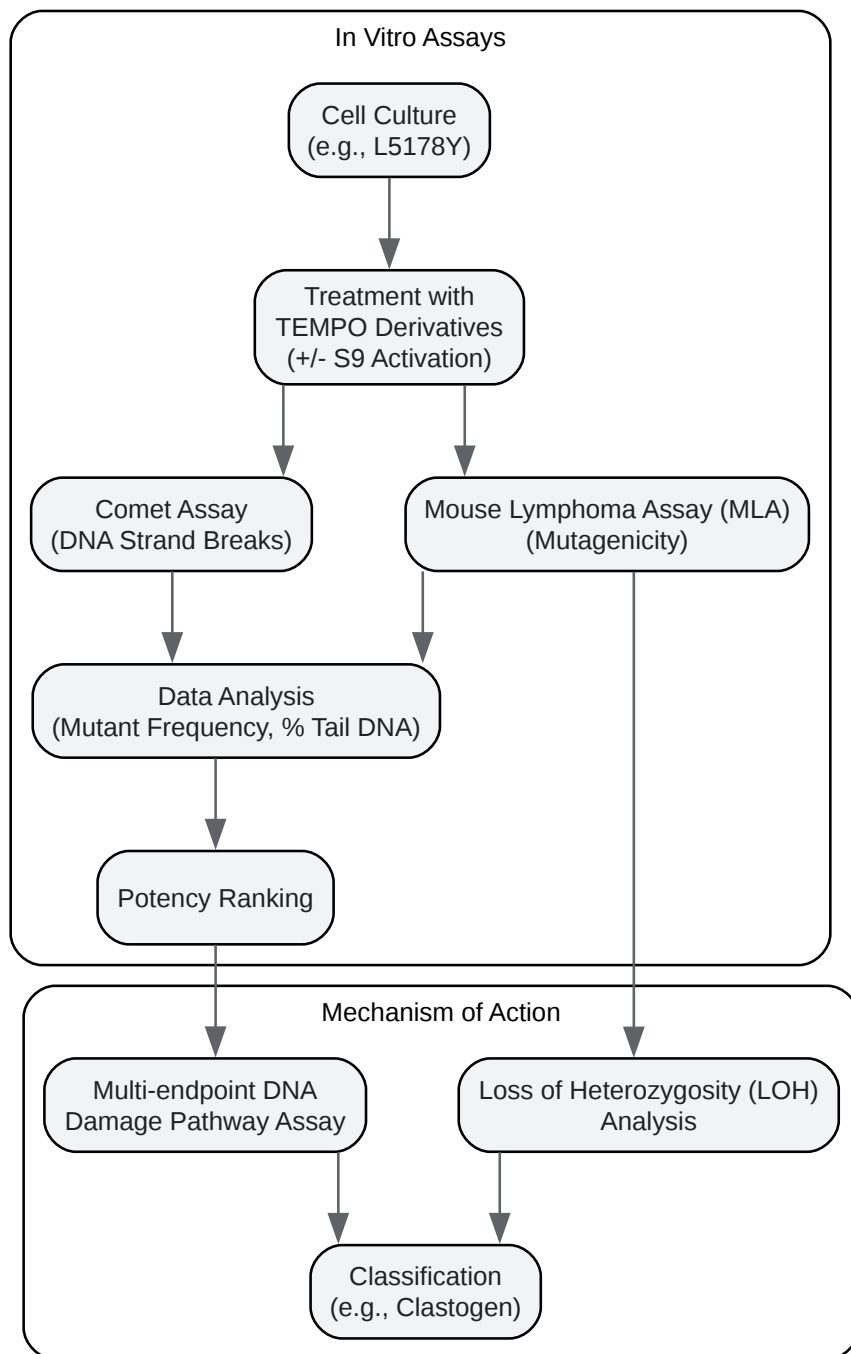 In Vitro Assays
Cell Culture
(e.g., L5178Y)
Treatment with
TEMPO Derivatives
(+/- S9 Activation)
Comet Assay
(DNA Strand Breaks)
Mouse Lymphoma Assay (MLA)
(Mutagenicity)
Data Analysis
(Mutant Frequency, % Tail DNA)
Potency Ranking
Mechanism of Action
Multi-endpoint DNA
Damage Pathway Assay
Loss of Heterozygosity (LOH)
Analysis
Classification
(e.g., Clastogen)